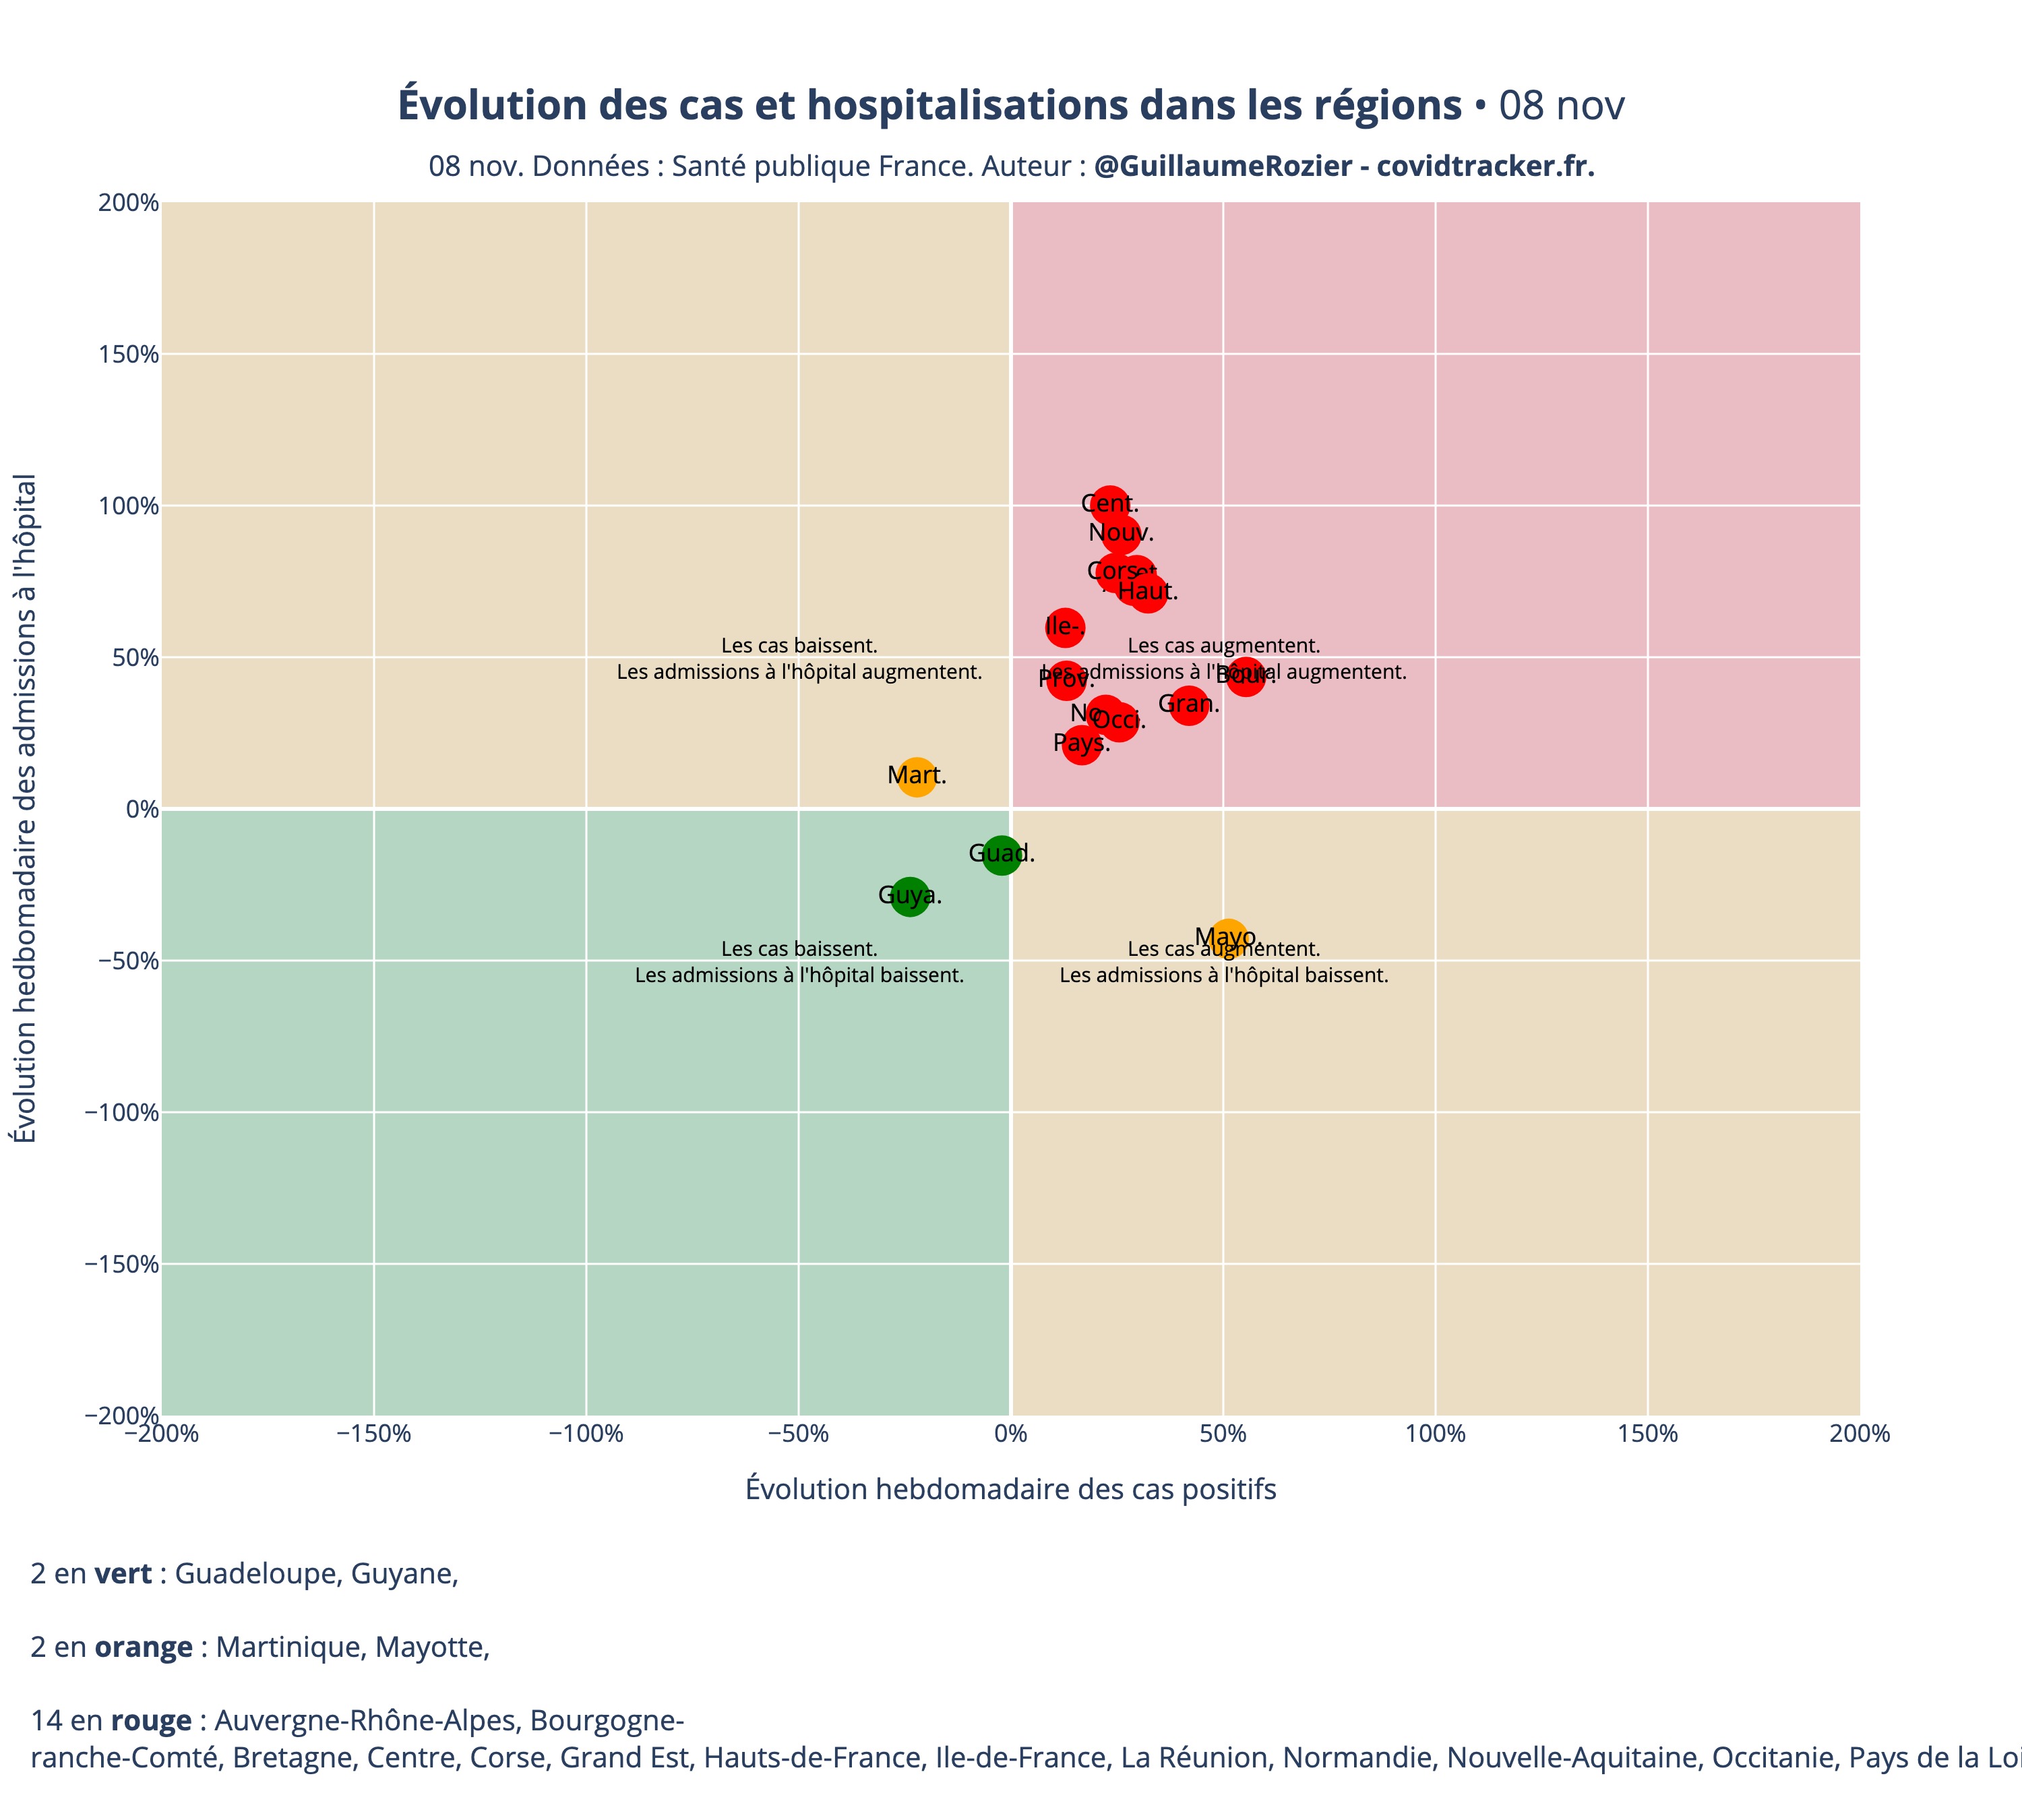 Évolution des cas et hospitalisations dans les régions • 08 nov
08 nov. Données : Santé publique France. Auteur : @GuillaumeRozier - covidtracker.fr.
Évolution hedbomadaire des admissions à l'hôpital
200%
150%
100%
50%
0%
−50%
−100%
−150%
−200%
Cent.
Nouv.
Cors
et.
Haut.
Ile-.
Les cas baissent.
Les admissions à l'hôpital augmentent.
Les cas augmentent.
Les admissions à l'hôpital augmentent.
Prov.
Bour.
Gran.
No
Occi.
Pays.
Mart.
Guad.
Guya.
Mayo.
Les cas baissent.
Les admissions à l'hôpital baissent.
Les cas augmentent.
Les admissions à l'hôpital baissent.
−200%
−150%
−100%
−50%
0%
50%
100%
150%
200%
Évolution hebdomadaire des cas positifs
2 en vert : Guadeloupe, Guyane,
2 en orange : Martinique, Mayotte,
14 en rouge : Auvergne-Rhône-Alpes, Bourgogne-
ranche-Comté, Bretagne, Centre, Corse, Grand Est, Hauts-de-France, Ile-de-France, La Réunion, Normandie, Nouvelle-Aquitaine, Occitanie, Pays de la Loi